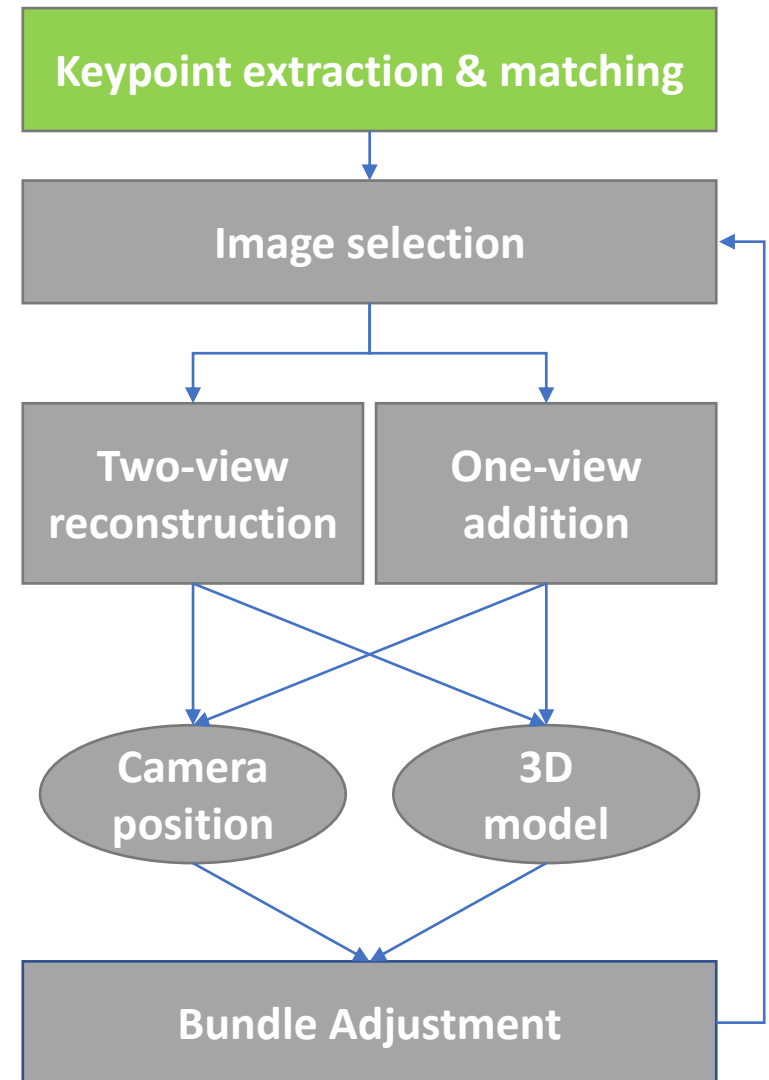 Keypoint extraction & matching
Image selection
Two-view
reconstruction
One-view
addition
Camera
position
3D
model
Bundle Adjustment